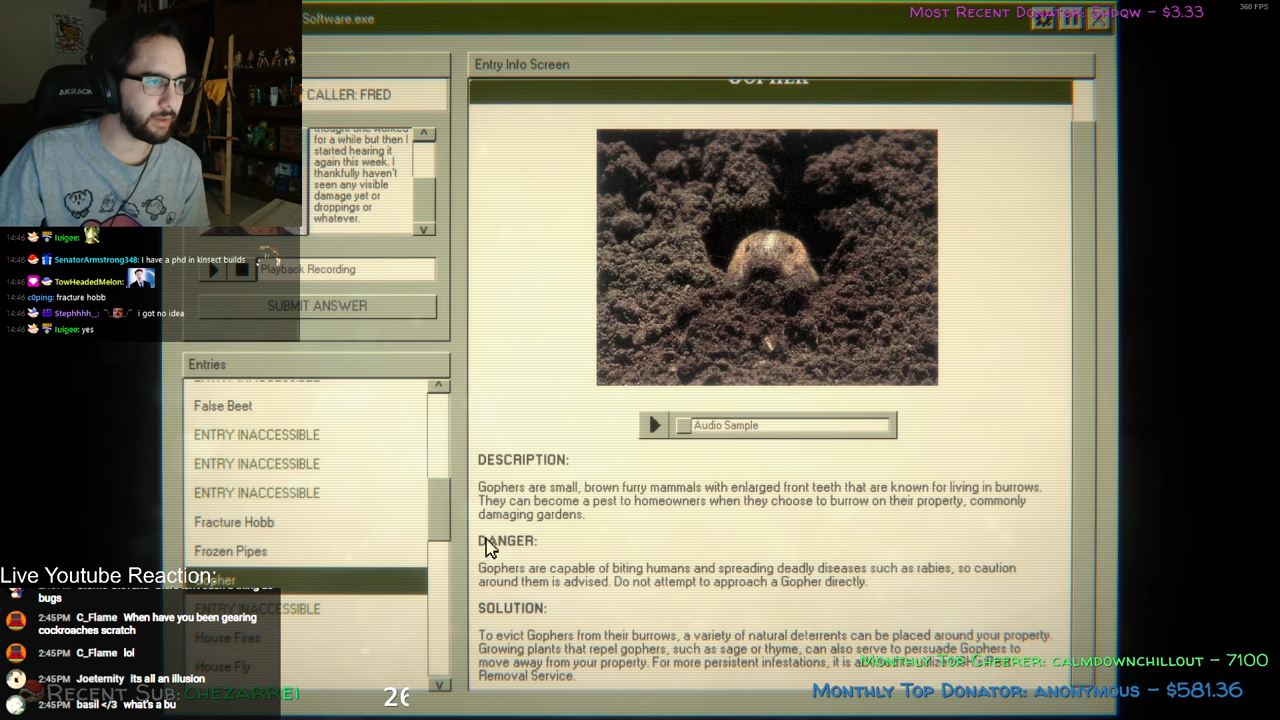 Software.exe
MOST RECENT DONATOR: SHDQW - $3.33
360 FPS
AKRACIN
CALLER: FRED
Entry Info Screen
GOPHER
thought one worked
for a while but then I
started hearing it
again this week. I
thankfully haven't
seen any visible
damage yet or
droppings or
whatever.
Playback Recording
SUBMIT ANSWER
14:46 luigee:
14:46 SenatorArmstrong348: I have a phd in kinsect builds
14:46 TowHeadedMelon:
14:46 c0ping: fracture hobb
14:46 Stephhhh_: i got no idea
14:46 luigee: yes
Entries
ENTRY INACCESSIBLE
False Beet
ENTRY INACCESSIBLE
ENTRY INACCESSIBLE
ENTRY INACCESSIBLE
Fracture Hobb
Frozen Pipes
Gopher
ENTRY INACCESSIBLE
House Fires
House Fly
Audio Sample
DESCRIPTION:
Gophers are small, brown furry mammals with enlarged front teeth that are known for living in burrows.
They can become a pest to homeowners when they choose to burrow on their property, commonly
damaging gardens.
DANGER:
Gophers are capable of biting humans and spreading deadly diseases such as rabies, so caution
around them is advised. Do not attempt to approach a Gopher directly.
SOLUTION:
To evict Gophers from their burrows, a variety of natural deterrents can be placed around your property.
Growing plants that repel gophers, such as sage or thyme, can also serve to persuade Gophers to
move away from your property. For more persistent infestations, it is
Removal Service.
Live Youtube Reaction:
bugs
2:45PM C_Flame When have you been gearing
cockroaches scratch
2:45PM C_Flame lol
2:45PM Joeternity its all an illusion
2:45PM basil </3 what's a bu
RECENT SUB: CHEZARREI
26
MONTHLY TOP CHEERER: CALMDOWNCHILLOUT - 7100
MONTHLY TOP DONATOR: ANONYMOUS - $581.36